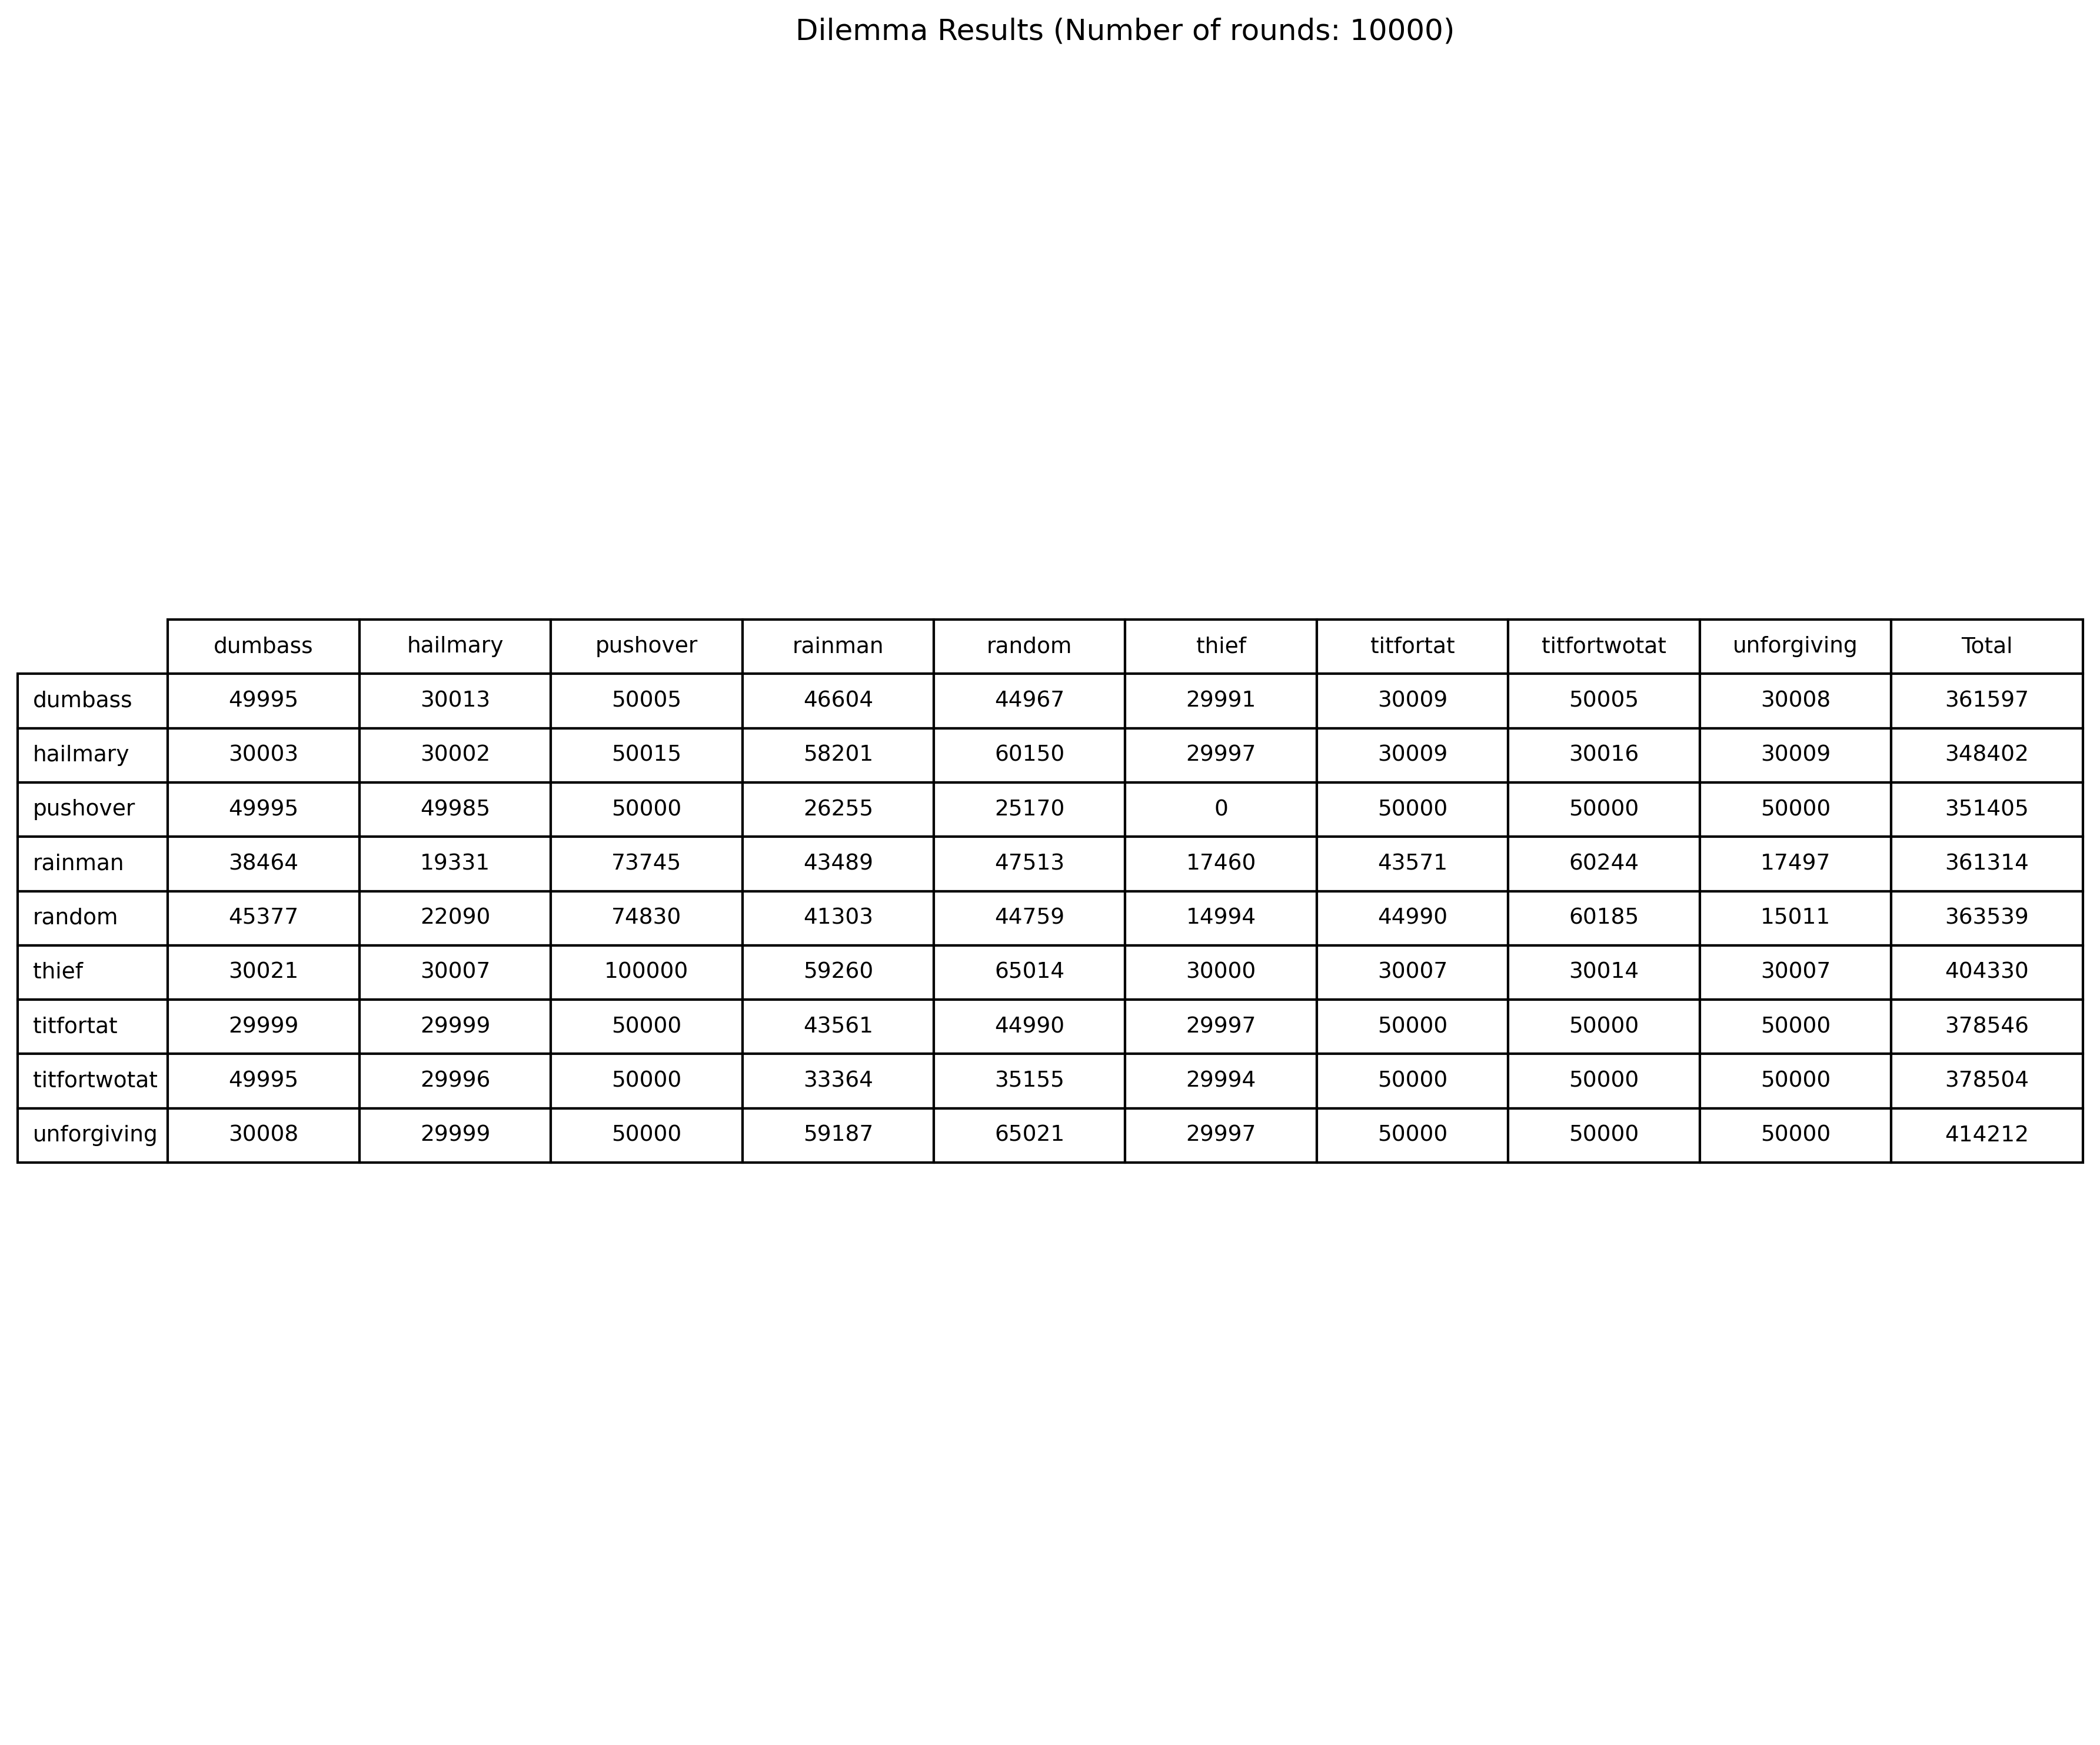 Dilemma Results (Number of rounds: 10000)
dumbass hailmary pushover rainman random thief titfortat titfortwotat unforgiving Total
dumbass 49995 30013 50005 46604 44967 29991 30009 50005 30008 361597
hailmary 30003 30002 50015 58201 60150 29997 30009 30016 30009 348402
pushover 49995 49985 50000 26255 25170 0 50000 50000 50000 351405
rainman 38464 19331 73745 43489 47513 17460 43571 60244 17497 361314
random 45377 22090 74830 41303 44759 14994 44990 60185 15011 363539
thief 30021 30007 100000 59260 65014 30000 30007 30014 30007 404330
titfortat 29999 29999 50000 43561 44990 29997 50000 50000 50000 378546
titfortwotat 49995 29996 50000 33364 35155 29994 50000 50000 50000 378504
unforgiving 30008 29999 50000 59187 65021 29997 50000 50000 50000 414212